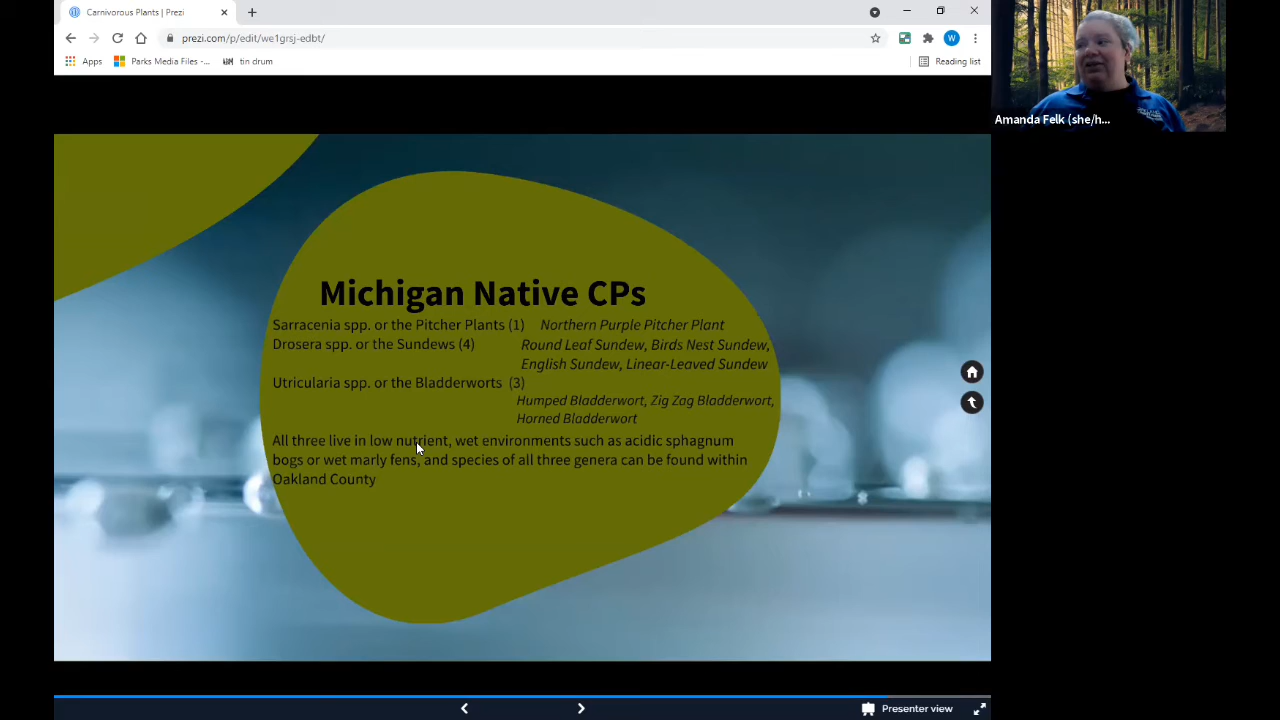 Carnivorous Plants | Prezi
prezi.com/p/edit/we1grsj-edbt/
Apps
Parks Media Files -...
tin drum
Reading list
Amanda Felk (she/h...
Michigan Native CPs
Sarracenia spp. or the Pitcher Plants (1) Northern Purple Pitcher Plant
Drosera spp. or the Sundews (4) Round Leaf Sundew, Birds Nest Sundew,
English Sundew, Linear-Leaved Sundew
Utricularia spp. or the Bladderworts (3)
Humped Bladderwort, Zig Zag Bladderwort,
Horned Bladderwort
All three live in low nutrient, wet environments such as acidic sphagnum
bogs or wet marly fens, and species of all three genera can be found within
Oakland County
Presenter view